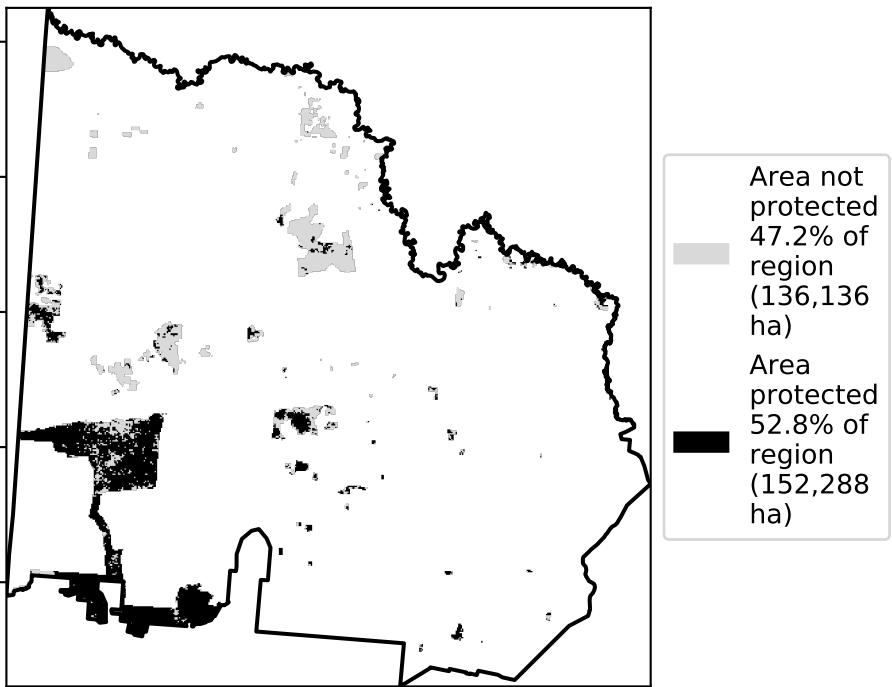 Area not
protected
47.2% of
region
(136,136
ha)
Area
protected
52.8% of
region
(152,288
ha)